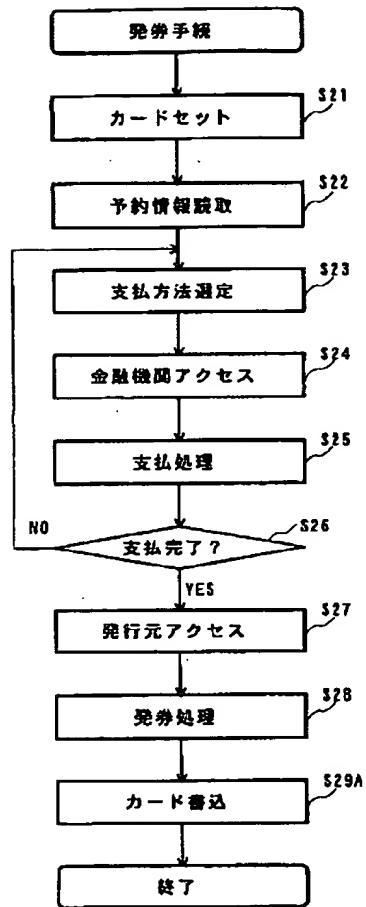 発券手続
S21
カードセット
S22
予約情報読取
S23
支払方法選定
S24
金融機関アクセス
S25
支払処理
S26
NO
支払完了?
YES
S27
発行元アクセス
S28
発券処理
S29A
カード書込
終了